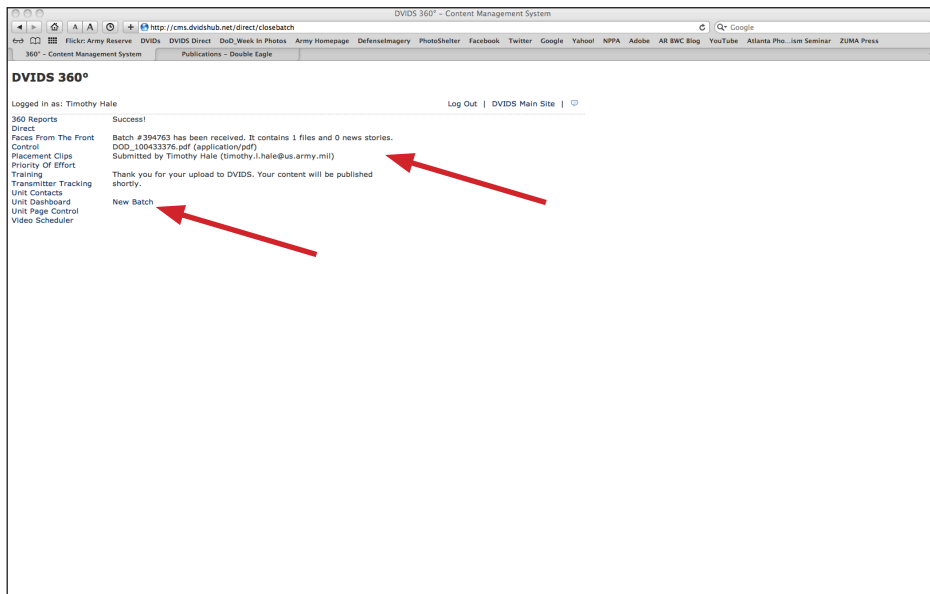 DVIDS 360° – Content Management System
A A + http://cms.dvidshub.net/direct/closebatch Q▾ Google
Flickr: Army Reserve DVIDs DVIDS Direct DoD_Week In Photos Army Homepage DefenseImagery PhotoShelter Facebook Twitter Google Yahoo! NPPA Adobe AR BWC Blog YouTube Atlanta Pho...ism Seminar ZUMA Press
360° – Content Management System Publications – Double Eagle
DVIDS 360°
Logged in as: Timothy Hale Log Out | DVIDS Main Site |
360 Reports
Direct
Faces From The Front
Control
Placement Clips
Priority Of Effort
Training
Transmitter Tracking
Unit Contacts
Unit Dashboard
Unit Page Control
Video Scheduler
Success!
Batch #394763 has been received. It contains 1 files and 0 news stories.
DOD_100433376.pdf (application/pdf)
Submitted by Timothy Hale (timothy.l.hale@us.army.mil)
Thank you for your upload to DVIDS. Your content will be published
shortly.
New Batch